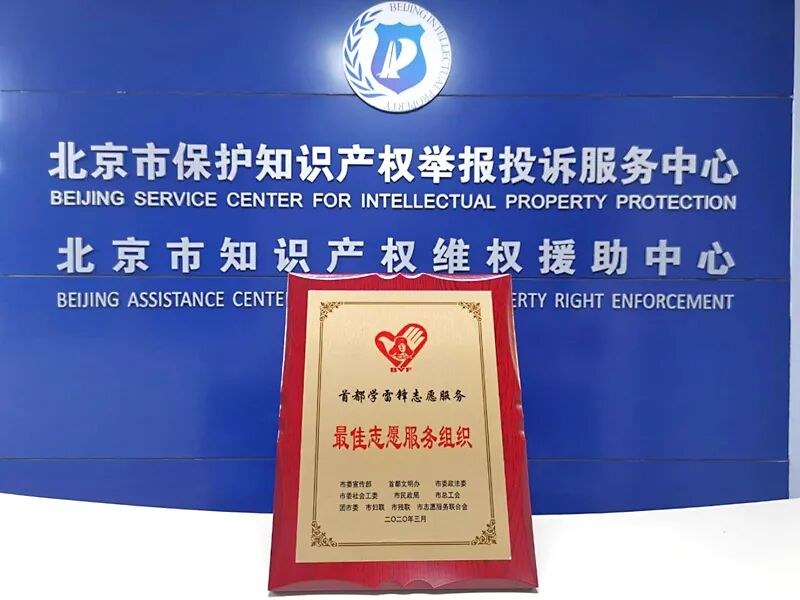 BEIJING INTELLECTUAL PROPERTY
北京市保护知识产权举报投诉服务中心
BEIJING SERVICE CENTER FOR INTELLECTUAL PROPERTY PROTECTION
北京市知识产权维权援助中心
BEIJING ASSISTANCE CENTE ERTY RIGHT ENFORCEMENT
BVF
首都学雷锋志愿服务
最佳志愿服务组织
市委宣传部 首都文明办 市委政法委
市委社会工委 市民政局 市总工会
团市委 市妇联 市残联 市志愿服务联合会
二〇二〇年三月